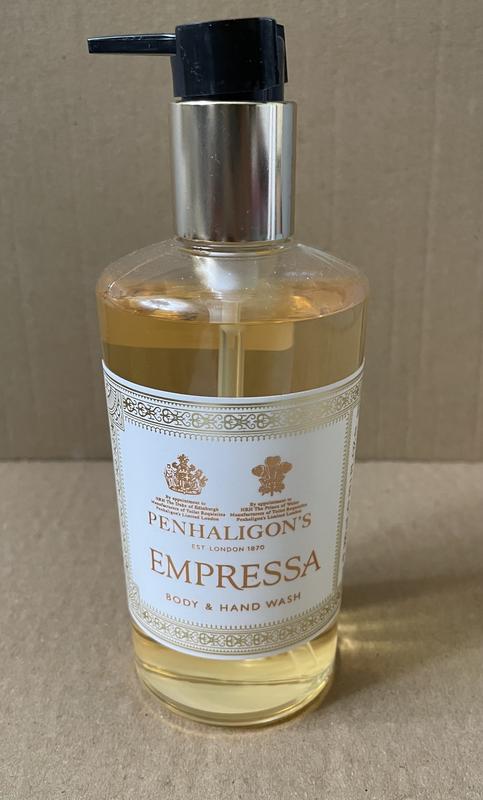 By appointment to
HRH The Duke of Edinburgh
Manufacturers of Toilet Requisites
Penhaligon's Limited London
By appointment to
HRH The Prince of Wales
Manufacturers of Toilet Requisites
Penhaligon's Limited London
PENHALIGON'S
EST LONDON 1870
EMPRESSA
BODY & HAND WASH